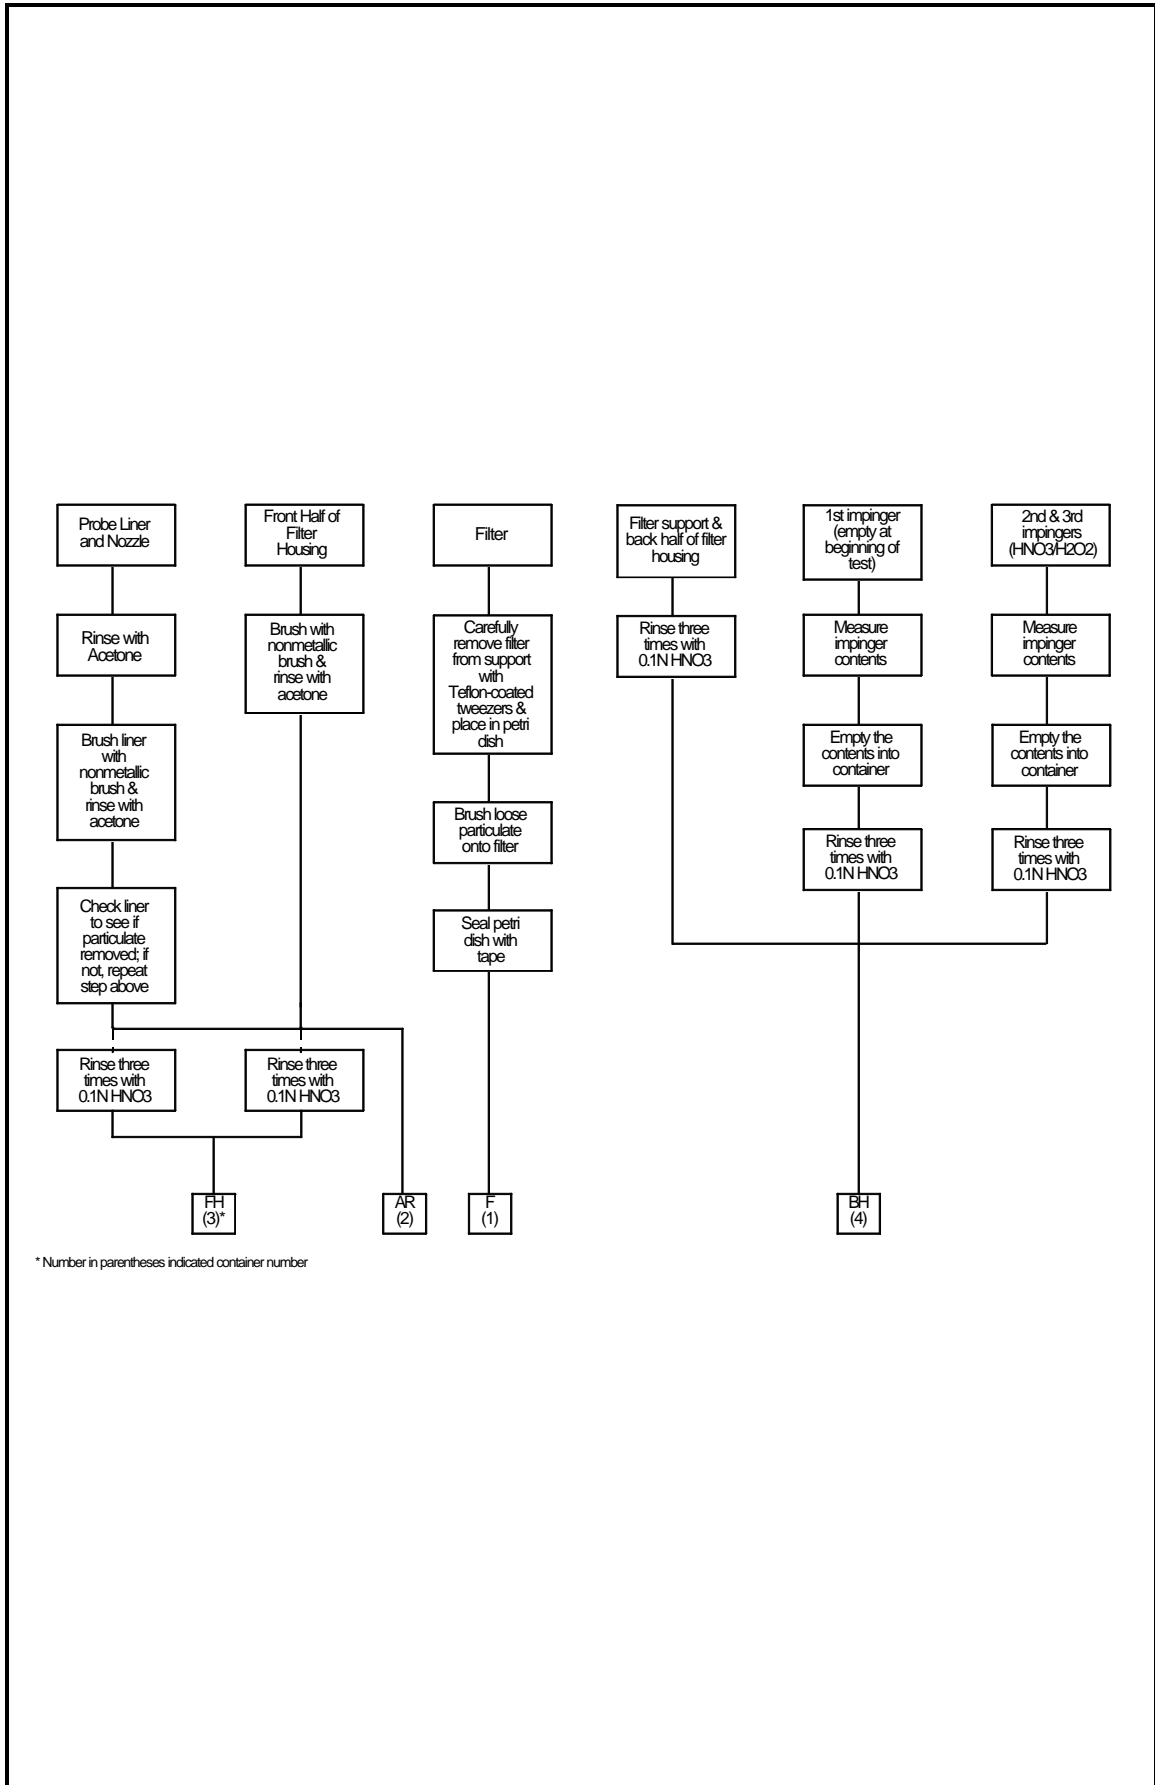 Probe Liner
and Nozzle
Rinse with
Acetone
Brush liner
with
nonmetallic
brush &
rinse with
acetone
Check liner
to see if
particulate
removed; if
not, repeat
step above
Rinse three
times with
0.1N HNO3
Front Half of
Filter
Housing
Brush with
nonmetallic
brush &
rinse with
acetone
Rinse three
times with
0.1N HNO3
FH
(3)*
AR
(2)
Filter
Carefully
remove filter
from support
with
Teflon-coated
tweezers &
place in petri
dish
Brush loose
particulate
onto filter
Seal petri
dish with
tape
F
(1)
Filter support &
back half of filter
housing
Rinse three
times with
0.1N HNO3
1st impinger
(empty at
beginning of
test)
Measure
impinger
contents
Empty the
contents into
container
Rinse three
times with
0.1N HNO3
2nd & 3rd
impingers
(HNO3/H2O2)
Measure
impinger
contents
Empty the
contents into
container
Rinse three
times with
0.1N HNO3
BH
(4)
* Number in parentheses indicated container number